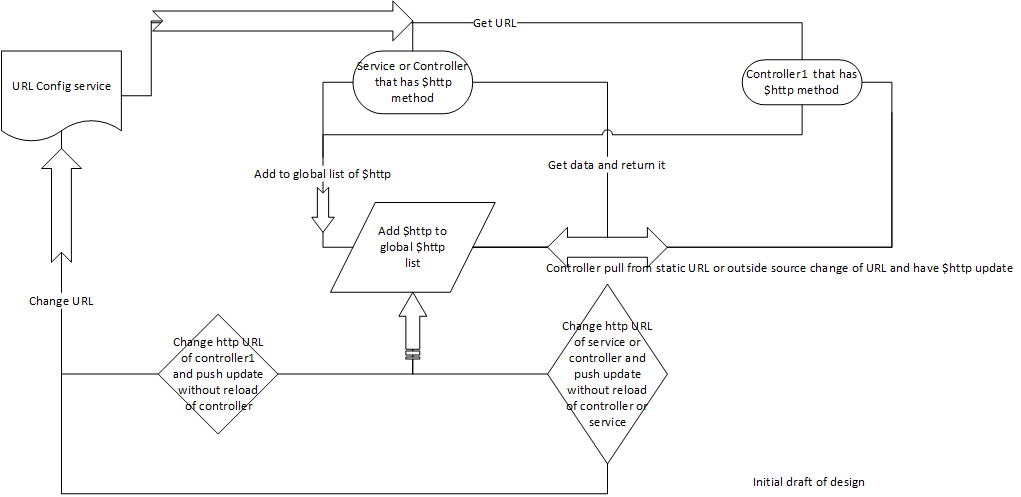 Get URL
URL Config service
Service or Controller
that has $http
method
Controller1 that has
$http method
Get data and return it
Add to global list of $http
Add $http to
global $http
list
Controller pull from static URL or outside source change of URL and have $http update
Change URL
Change http URL
of controller1
and push update
without reload
of controller
Change http URL
of service or
controller and
push update
without reload
of controller or
service
Initial draft of design